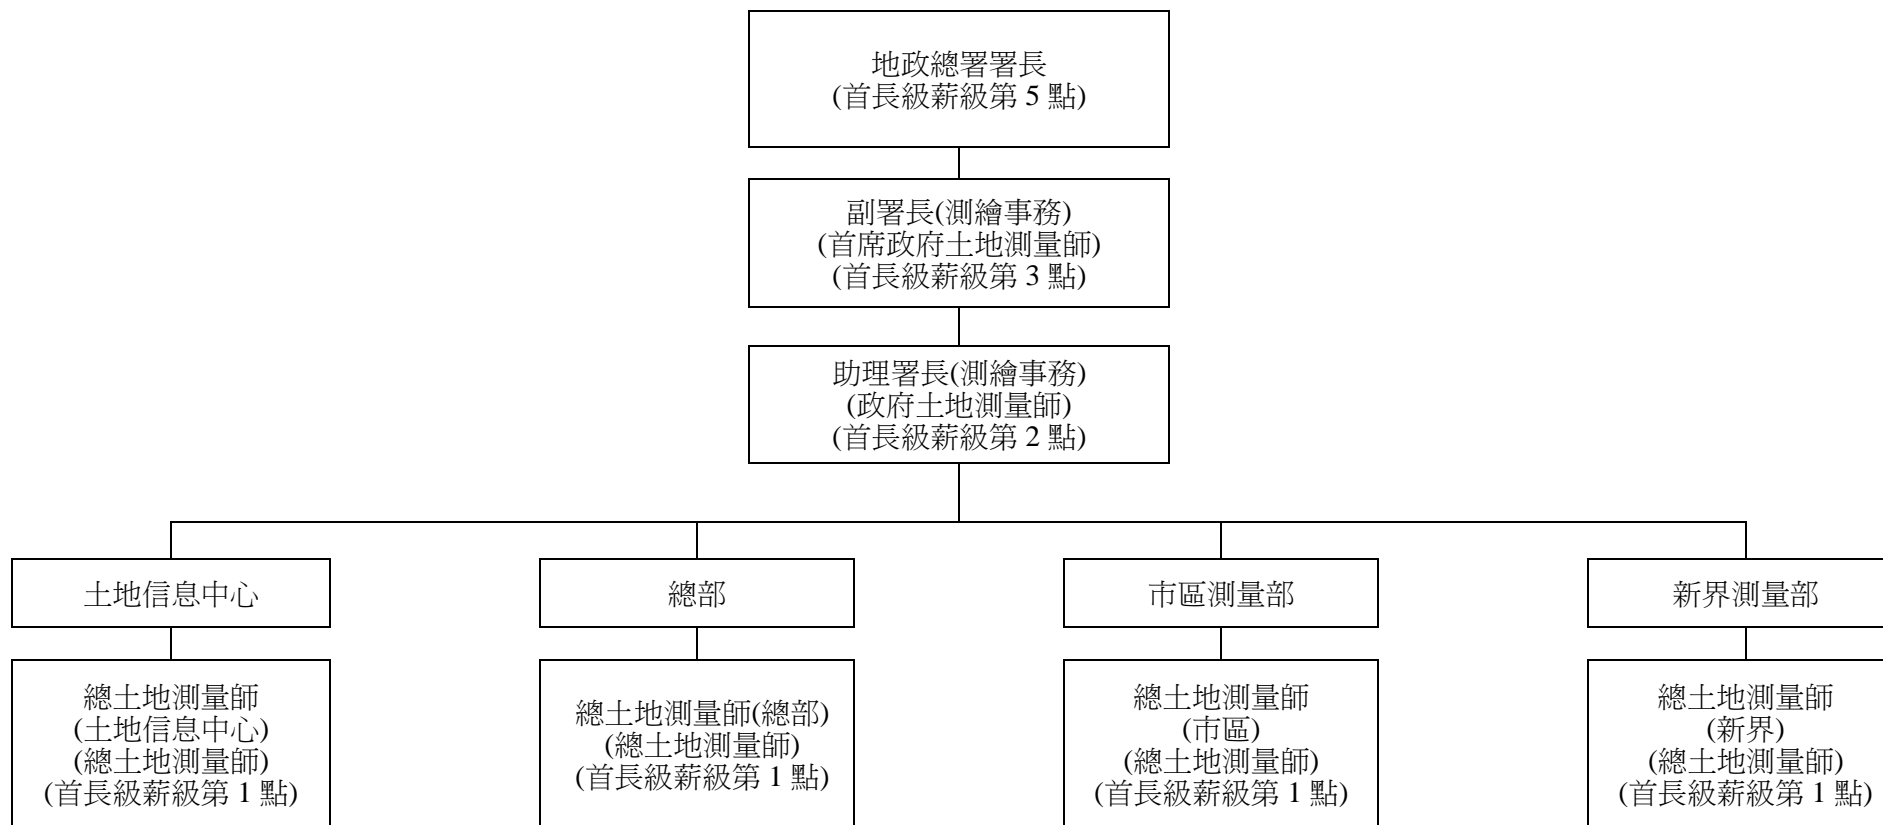 地政總署署長
(首長級薪級第 5 點)
副署長(測繪事務)
(首席政府土地測量師)
(首長級薪級第 3 點)
助理署長(測繪事務)
(政府土地測量師)
(首長級薪級第 2 點)
土地信息中心
總部
市區測量部
新界測量部
總土地測量師
(土地信息中心)
(總土地測量師)
(首長級薪級第 1 點)
總土地測量師(總部)
(總土地測量師)
(首長級薪級第 1 點)
總土地測量師
(市區)
(總土地測量師)
(首長級薪級第 1 點)
總土地測量師
(新界)
(總土地測量師)
(首長級薪級第 1 點)